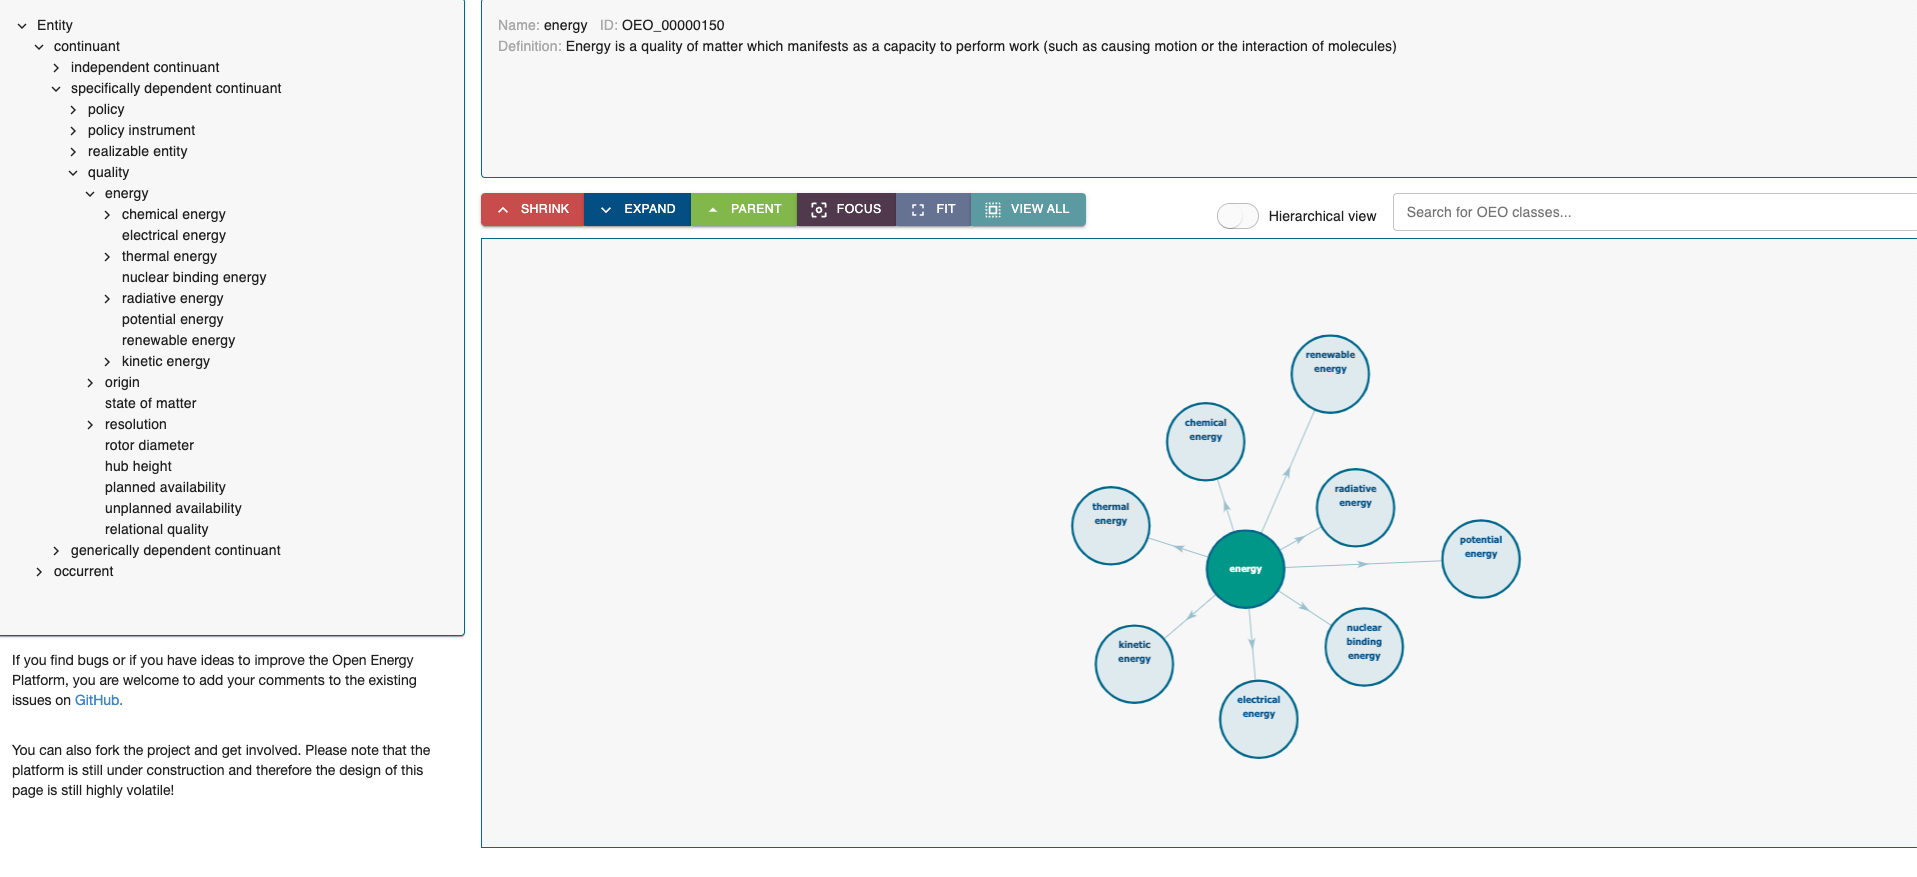 Entity
continuant
independent continuant
specifically dependent continuant
policy
policy instrument
realizable entity
quality
energy
chemical energy
electrical energy
thermal energy
nuclear binding energy
radiative energy
potential energy
renewable energy
kinetic energy
origin
state of matter
resolution
rotor diameter
hub height
planned availability
unplanned availability
relational quality
generically dependent continuant
occurrent
If you find bugs or if you have ideas to improve the Open Energy
Platform, you are welcome to add your comments to the existing
issues on GitHub.
You can also fork the project and get involved. Please note that the
platform is still under construction and therefore the design of this
page is still highly volatile!
Name: energy ID: OEO_00000150
Definition: Energy is a quality of matter which manifests as a capacity to perform work (such as causing motion or the interaction of molecules)
SHRINK EXPAND PARENT FOCUS FIT VIEW ALL
Hierarchical view
Search for OEO classes...
renewable
energy
chemical
energy
radiative
energy
thermal
energy
potential
energy
energy
nuclear
binding
energy
kinetic
energy
electrical
energy